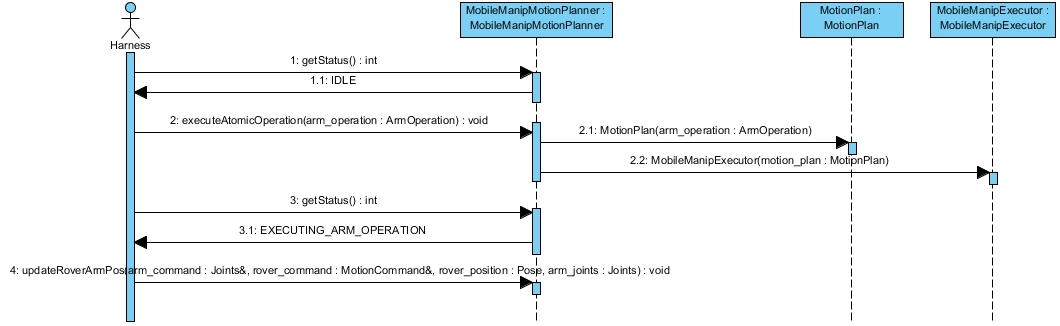 MobileManipMotionPlanner :
MobileManipMotionPlanner
MotionPlan :
MotionPlan
MobileManipExecutor :
MobileManipExecutor
Harness
1: getStatus() : int
1.1: IDLE
2: executeAtomicOperation(arm_operation : ArmOperation) : void
2.1: MotionPlan(arm_operation : ArmOperation)
2.2: MobileManipExecutor(motion_plan : MotionPlan)
3: getStatus() : int
3.1: EXECUTING_ARM_OPERATION
4: updateRoverArmPos(arm_command : Joints&, rover_command : MotionCommand&, rover_position : Pose, arm_joints : Joints) : void